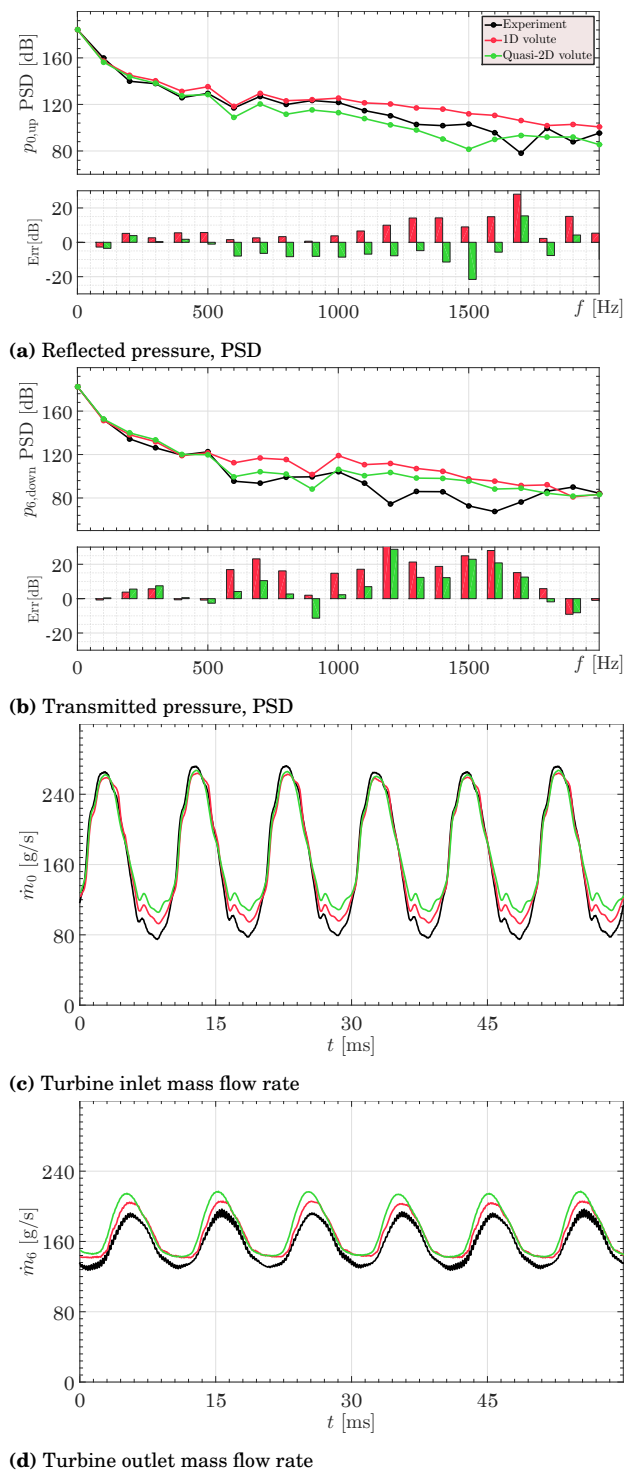 p0,up PSD [dB]
160
120
80
Experiment
1D volute
Quasi-2D volute
Err[dB]
20
0
-20
0 500 1000 1500 f [Hz]
(a) Reflected pressure, PSD
p6,down PSD [dB]
160
120
80
Err[dB]
20
0
-20
0 500 1000 1500 f [Hz]
(b) Transmitted pressure, PSD
ṁ0 [g/s]
240
160
80
0
0 15 30 45
t [ms]
(c) Turbine inlet mass flow rate
ṁ6 [g/s]
240
160
80
0
0 15 30 45
t [ms]
(d) Turbine outlet mass flow rate